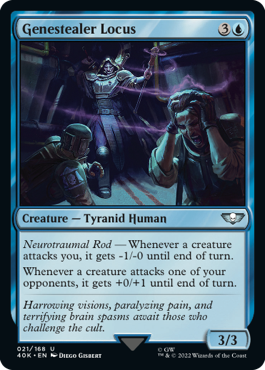 Genestealer Locus 3
Creature — Tyranid Human
Neurotraumal Rod — Whenever a creature
attacks you, it gets -1/-0 until end of turn.
Whenever a creature attacks one of your
opponents, it gets +0/+1 until end of turn.
Harrowing visions, paralyzing pain, and
terrifying brain spasms await those who
challenge the cult.
3/3
021/168 U
40K • EN Diego Gisbert
© GW
™ & © 2022 Wizards of the Coast